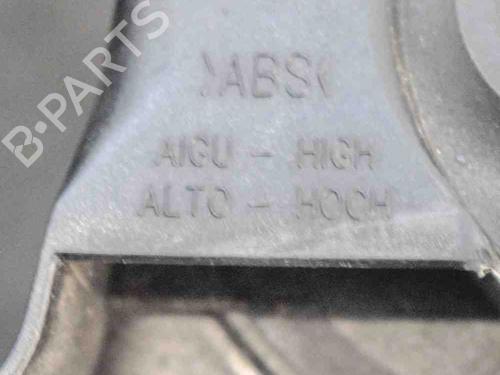 B-PARTS
>ABS<
AIGU - HIGH
ALTO - HOCH